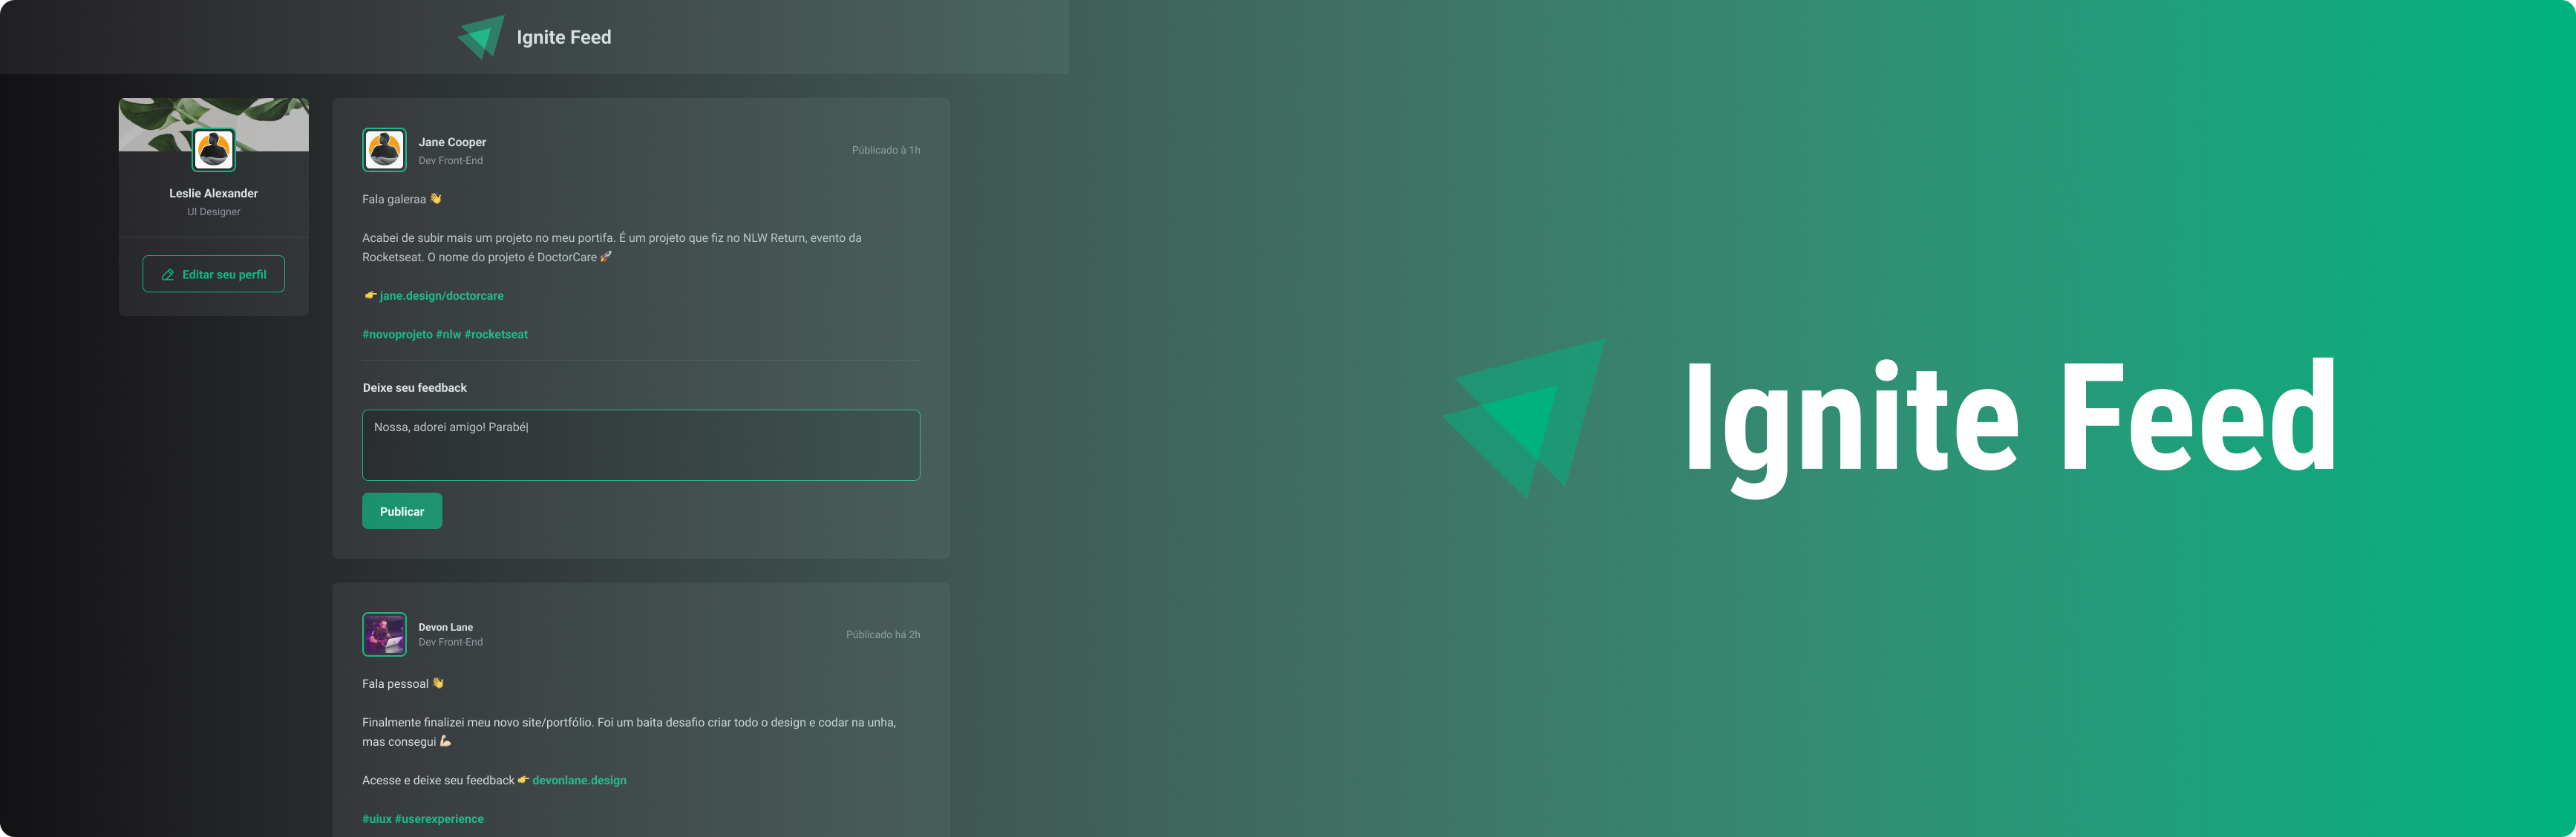 Ignite Feed
Leslie Alexander
UI Designer
Editar seu perfil
Jane Cooper
Dev Front-End
Públicado à 1h
Fala galeraa 👋
Acabei de subir mais um projeto no meu portifa. É um projeto que fiz no NLW Return, evento da
Rocketseat. O nome do projeto é DoctorCare 🚀
👉 jane.design/doctorcare
#novoprojeto #nlw #rocketseat
Deixe seu feedback
Nossa, adorei amigo! Parabé|
Publicar
Devon Lane
Dev Front-End
Públicado há 2h
Fala pessoal 👋
Finalmente finalizei meu novo site/portfólio. Foi um baita desafio criar todo o design e codar na unha,
mas consegui 💪🏻
Acesse e deixe seu feedback 👉 devonlane.design
#uiux #userexperience
Ignite Feed